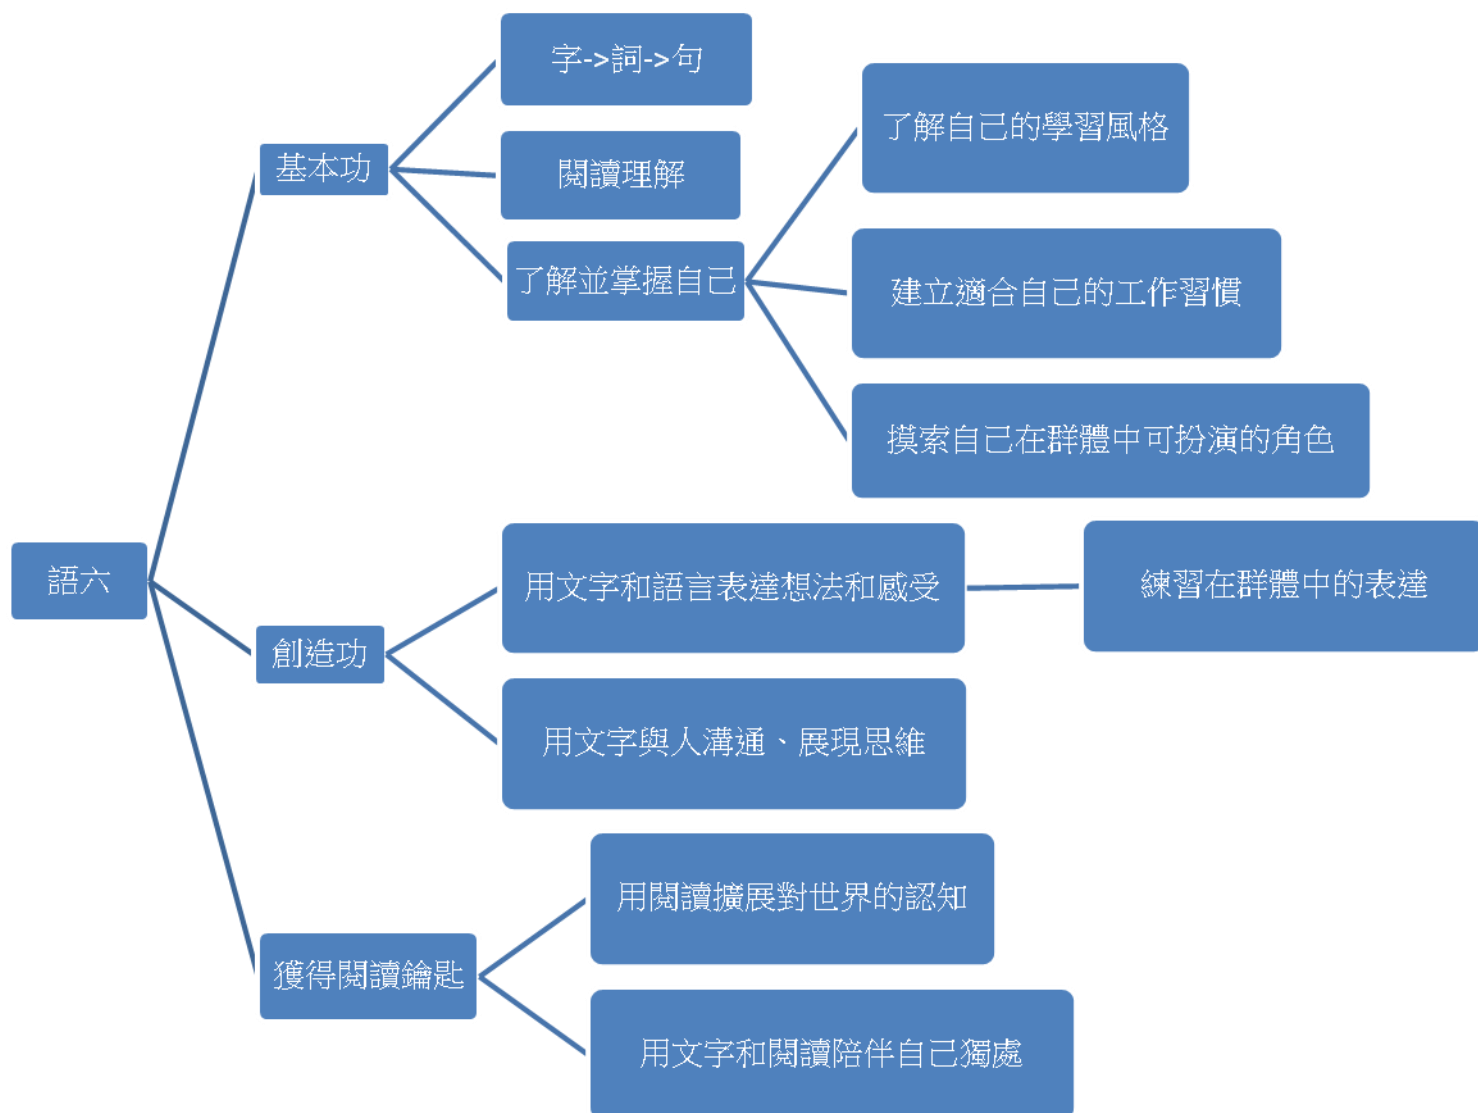 字->詞->句
了解自己的學習風格
基本功
閱讀理解
了解並掌握自己
建立適合自己的工作習慣
摸索自己在群體中可扮演的角色
語六
用文字和語言表達想法和感受
練習在群體中的表達
創造功
用文字與人溝通、展現思維
用閱讀擴展對世界的認知
獲得閱讀鑰匙
用文字和閱讀陪伴自己獨處